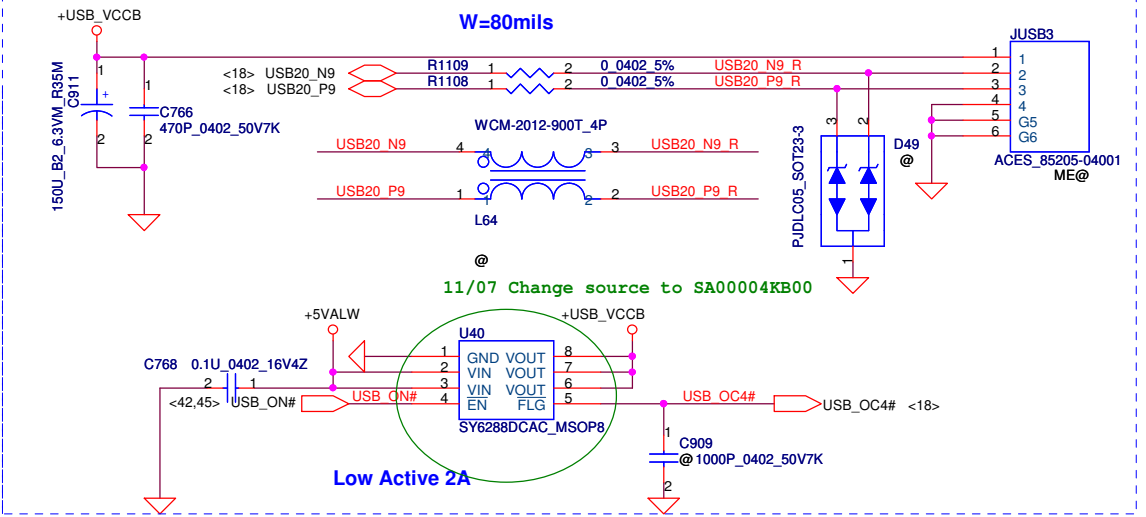 W=80mils
+USB_VCCB
JUSB3
<18> USB20_N9 R1109 1 2 0_0402_5% USB20_N9_R
<18> USB20_P9 R1108 1 2 0_0402_5% USB20_P9_R
1 1
2 2
3 3
4 4
5 G5
6 G6
ACES_85205-04001
ME@
150U_B2_6.3VM_R35M
C911
1
+
2
1
C766
470P_0402_50V7K
2
WCM-2012-900T_4P
USB20_N9 4 4 3 3 USB20_N9_R
USB20_P9 1 1 2 2 USB20_P9_R
L64
@
3 2
D49
@
PJDLC05_SOT23-3
1
11/07 Change source to SA00004KB00
+5VALW
+USB_VCCB
U40
1 GND VOUT 8
2 VIN VOUT 7
3 VIN VOUT 6
4 EN FLG 5
SY6288DCAC_MSOP8
C768 0.1U_0402_16V4Z
2 1
<42,45> USB_ON# USB_ON#
USB_OC4# USB_OC4# <18>
1
C909
@ 1000P_0402_50V7K
2
Low Active 2A